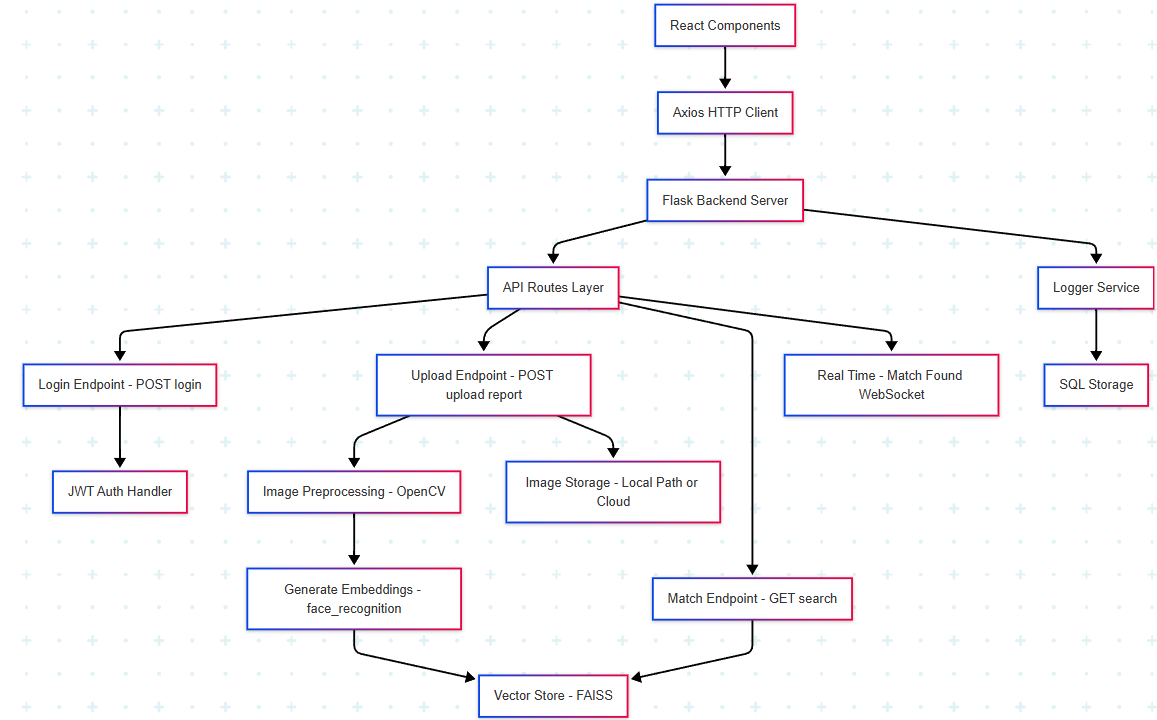 React Components
Axios HTTP Client
Flask Backend Server
API Routes Layer
Logger Service
Login Endpoint - POST login
Upload Endpoint - POST
upload report
Real Time - Match Found
WebSocket
SQL Storage
JWT Auth Handler
Image Preprocessing - OpenCV
Image Storage - Local Path or
Cloud
Generate Embeddings -
face_recognition
Match Endpoint - GET search
Vector Store - FAISS